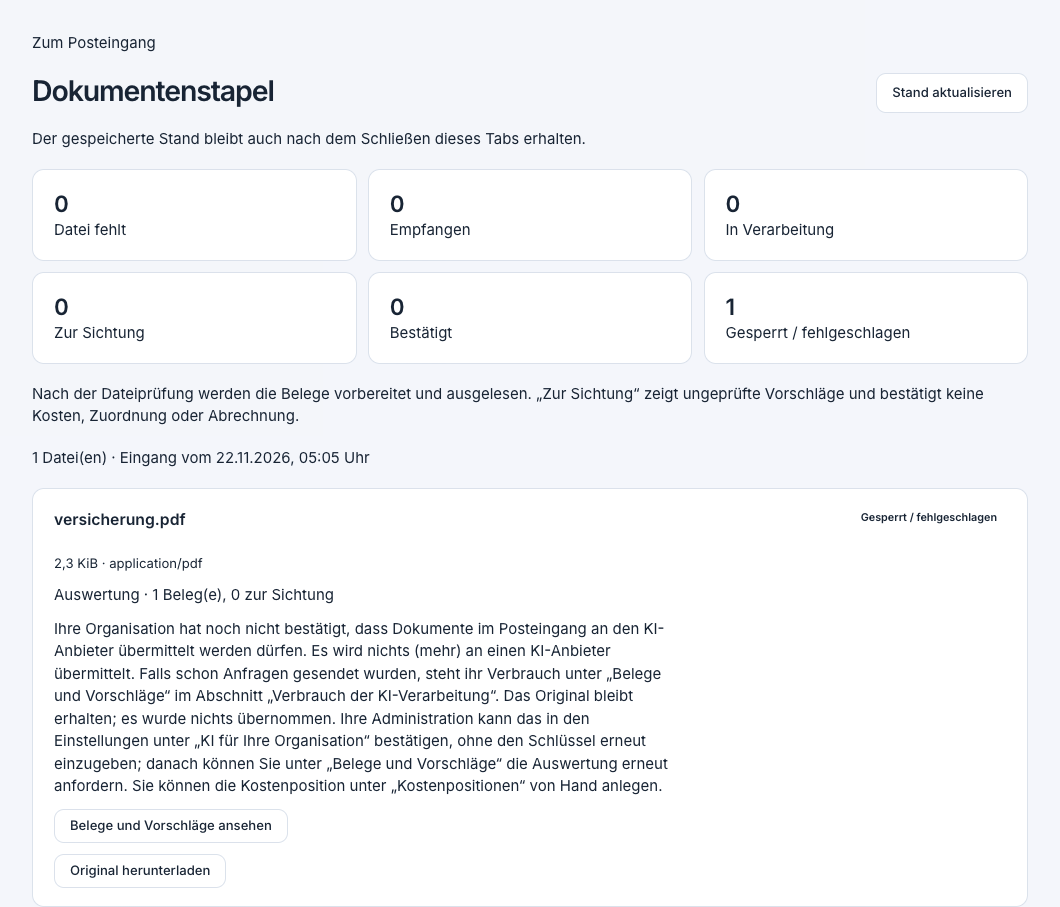 Zum Posteingang
Dokumentenstapel
Stand aktualisieren
Der gespeicherte Stand bleibt auch nach dem Schließen dieses Tabs erhalten.
0
Datei fehlt
0
Empfangen
0
In Verarbeitung
0
Zur Sichtung
0
Bestätigt
1
Gesperrt / fehlgeschlagen
Nach der Dateiprüfung werden die Belege vorbereitet und ausgelesen. „Zur Sichtung“ zeigt ungeprüfte Vorschläge und bestätigt keine
Kosten, Zuordnung oder Abrechnung.
1 Datei(en) · Eingang vom 22.11.2026, 05:05 Uhr
versicherung.pdf
Gesperrt / fehlgeschlagen
2,3 KiB · application/pdf
Auswertung · 1 Beleg(e), 0 zur Sichtung
Ihre Organisation hat noch nicht bestätigt, dass Dokumente im Posteingang an den KI-
Anbieter übermittelt werden dürfen. Es wird nichts (mehr) an einen KI-Anbieter
übermittelt. Falls schon Anfragen gesendet wurden, steht ihr Verbrauch unter „Belege
und Vorschläge“ im Abschnitt „Verbrauch der KI-Verarbeitung“. Das Original bleibt
erhalten; es wurde nichts übernommen. Ihre Administration kann das in den
Einstellungen unter „KI für Ihre Organisation“ bestätigen, ohne den Schlüssel erneut
einzugeben; danach können Sie unter „Belege und Vorschläge“ die Auswertung erneut
anfordern. Sie können die Kostenposition unter „Kostenpositionen“ von Hand anlegen.
Belege und Vorschläge ansehen
Original herunterladen